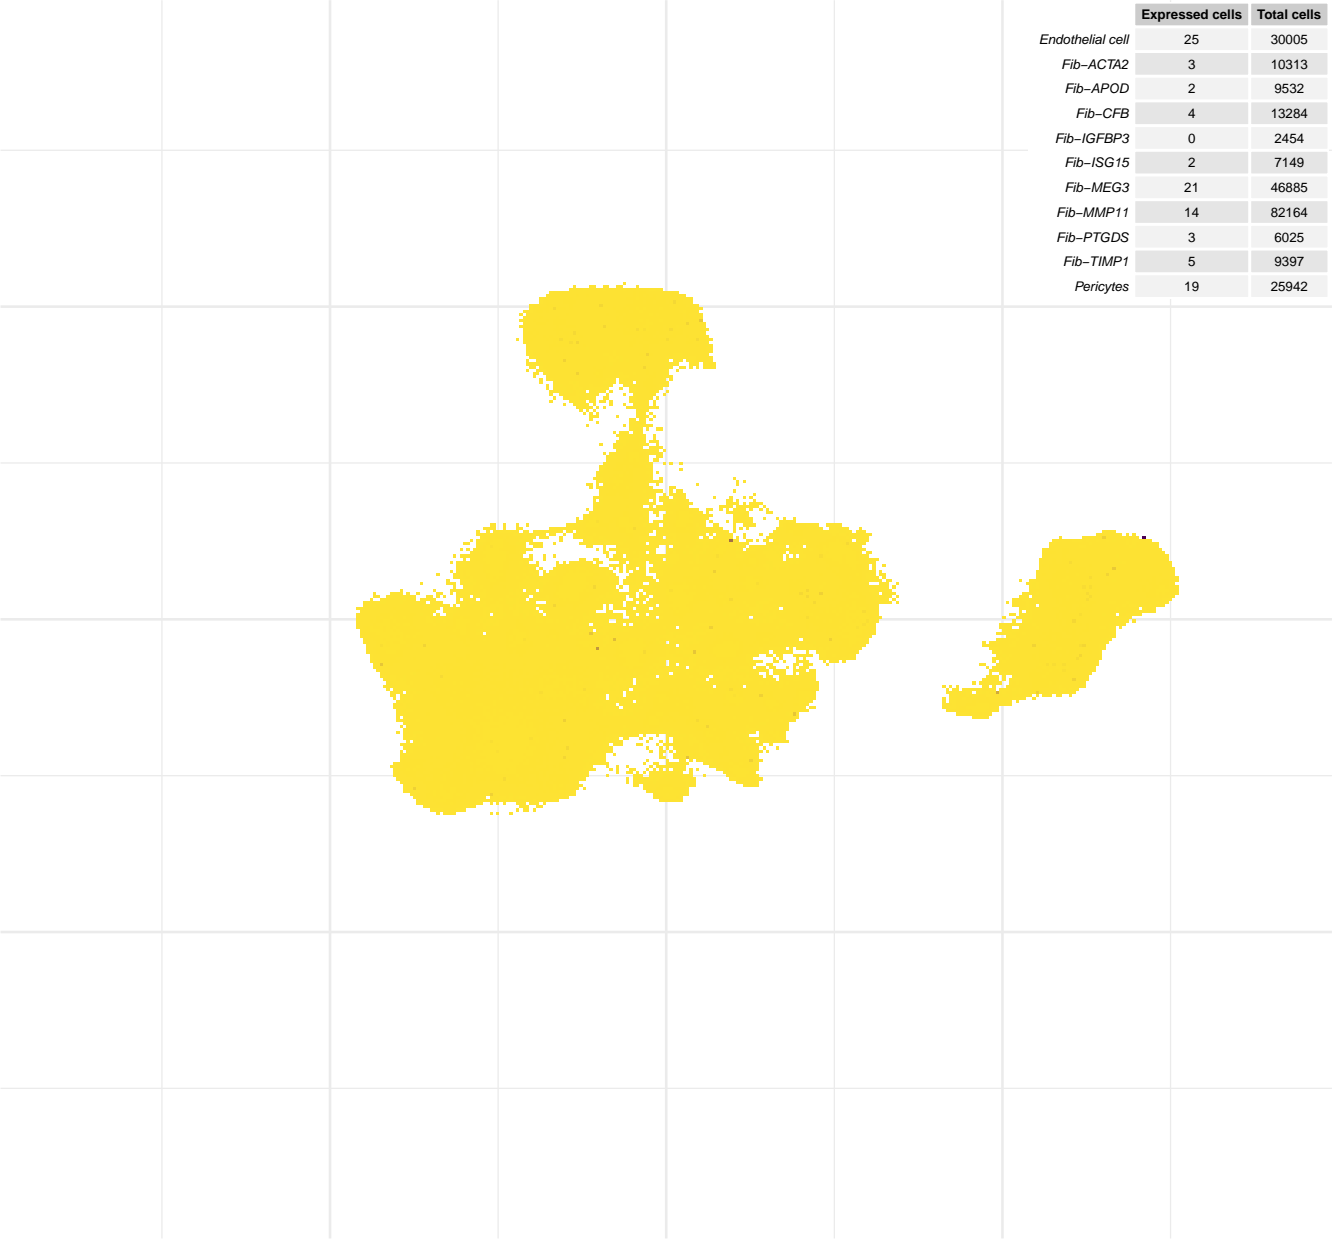 Expressed cells Total cells
Endothelial cell 25 30005
Fib−ACTA2 3 10313
Fib−APOD 2 9532
Fib−CFB 4 13284
Fib−IGFBP3 0 2454
Fib−ISG15 2 7149
Fib−MEG3 21 46885
Fib−MMP11 14 82164
Fib−PTGDS 3 6025
Fib−TIMP1 5 9397
Pericytes 19 25942